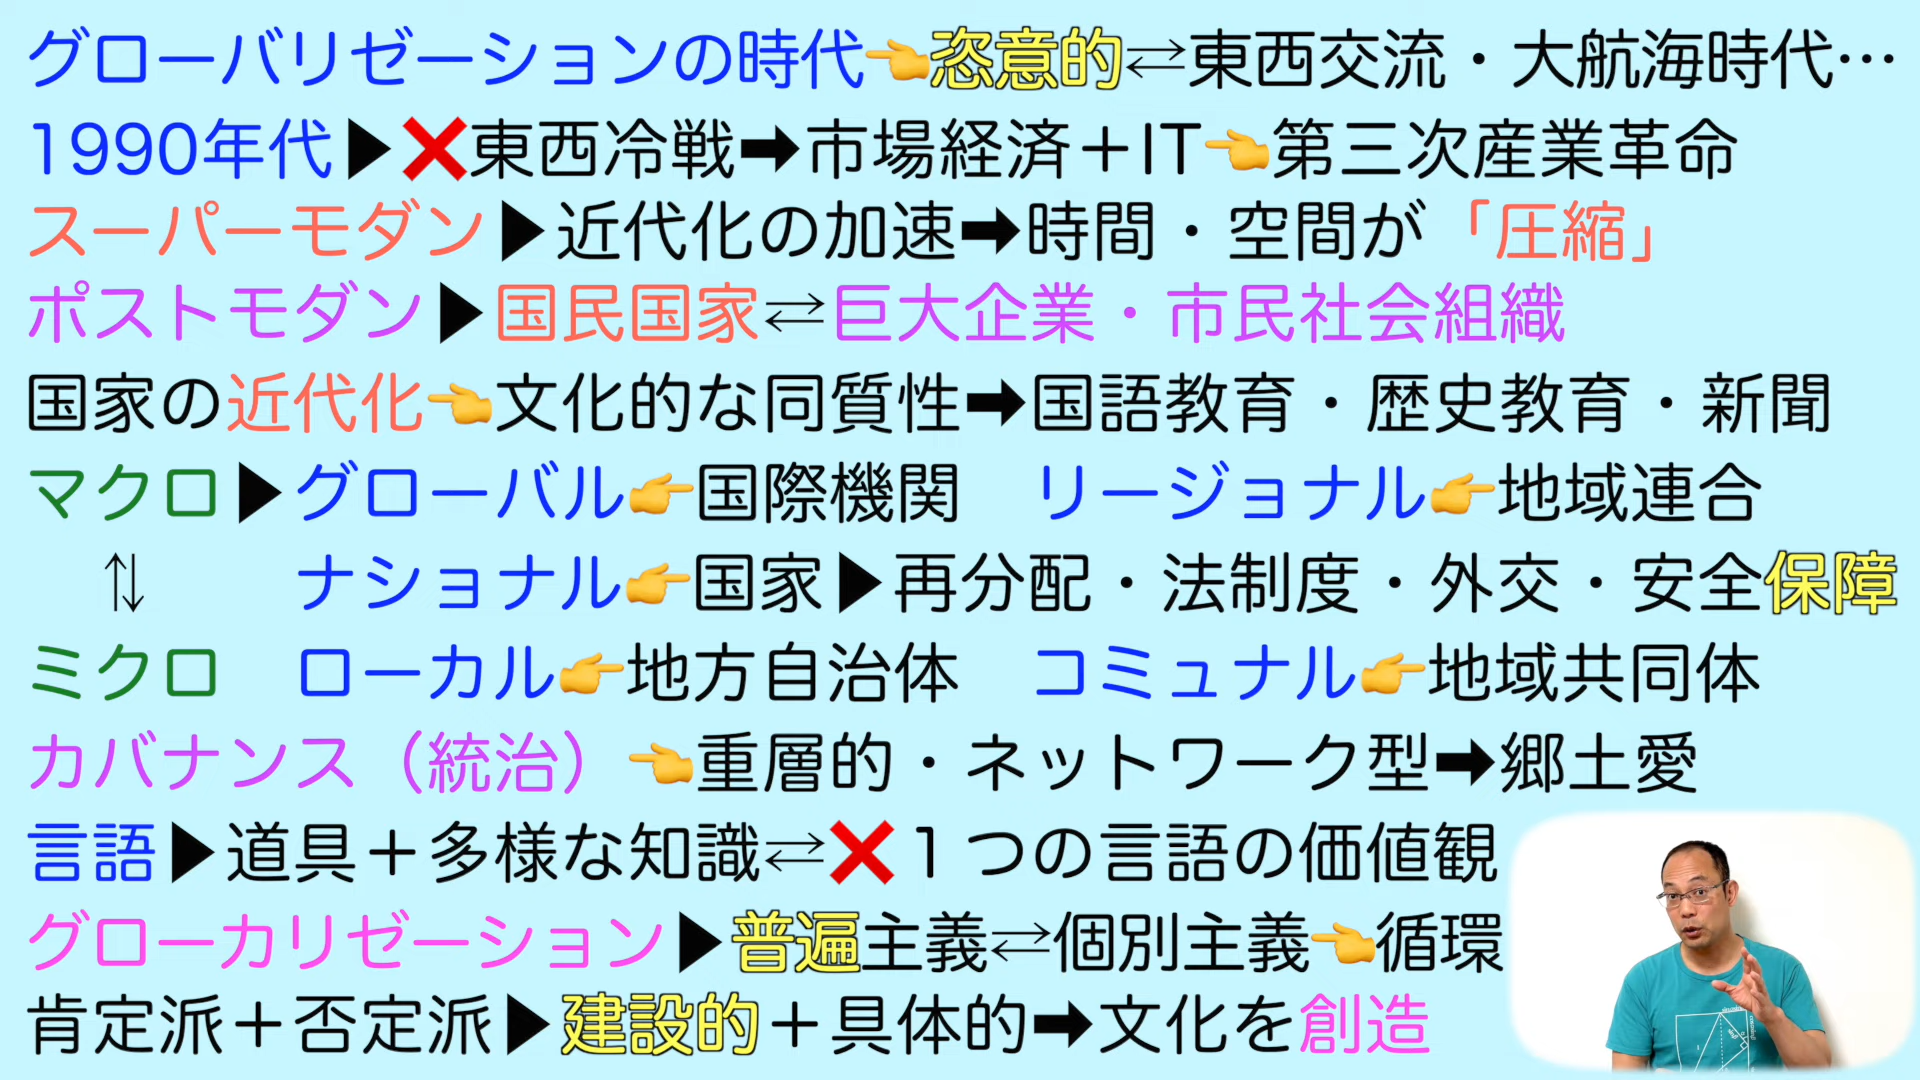 グローバリゼーションの時代👈恣意的⇄東西交流・大航海時代…
1990年代▶❌東西冷戦➡市場経済＋IT👈第三次産業革命
スーパーモダン▶近代化の加速➡時間・空間が「圧縮」
ポストモダン▶国民国家⇄巨大企業・市民社会組織
国家の近代化👈文化的な同質性➡国語教育・歴史教育・新聞
マクロ▶グローバル👉国際機関　リージョナル👉地域連合
⇅　ナショナル👉国家▶再分配・法制度・外交・安全保障
ミクロ　ローカル👉地方自治体　コミュナル👉地域共同体
カバナンス（統治）👈重層的・ネットワーク型➡郷土愛
言語▶道具＋多様な知識⇄❌１つの言語の価値観
グローカリゼーション▶普遍主義⇄個別主義👈循環
肯定派＋否定派▶建設的＋具体的➡文化を創造